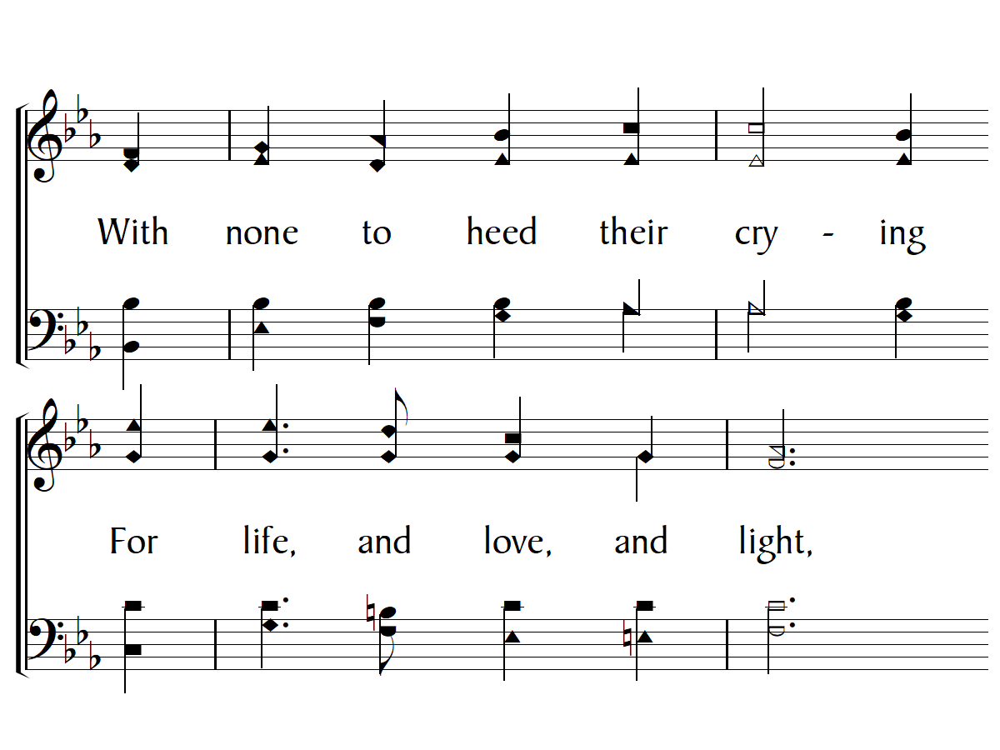 With none to heed their cry - ing
For life, and love, and light,